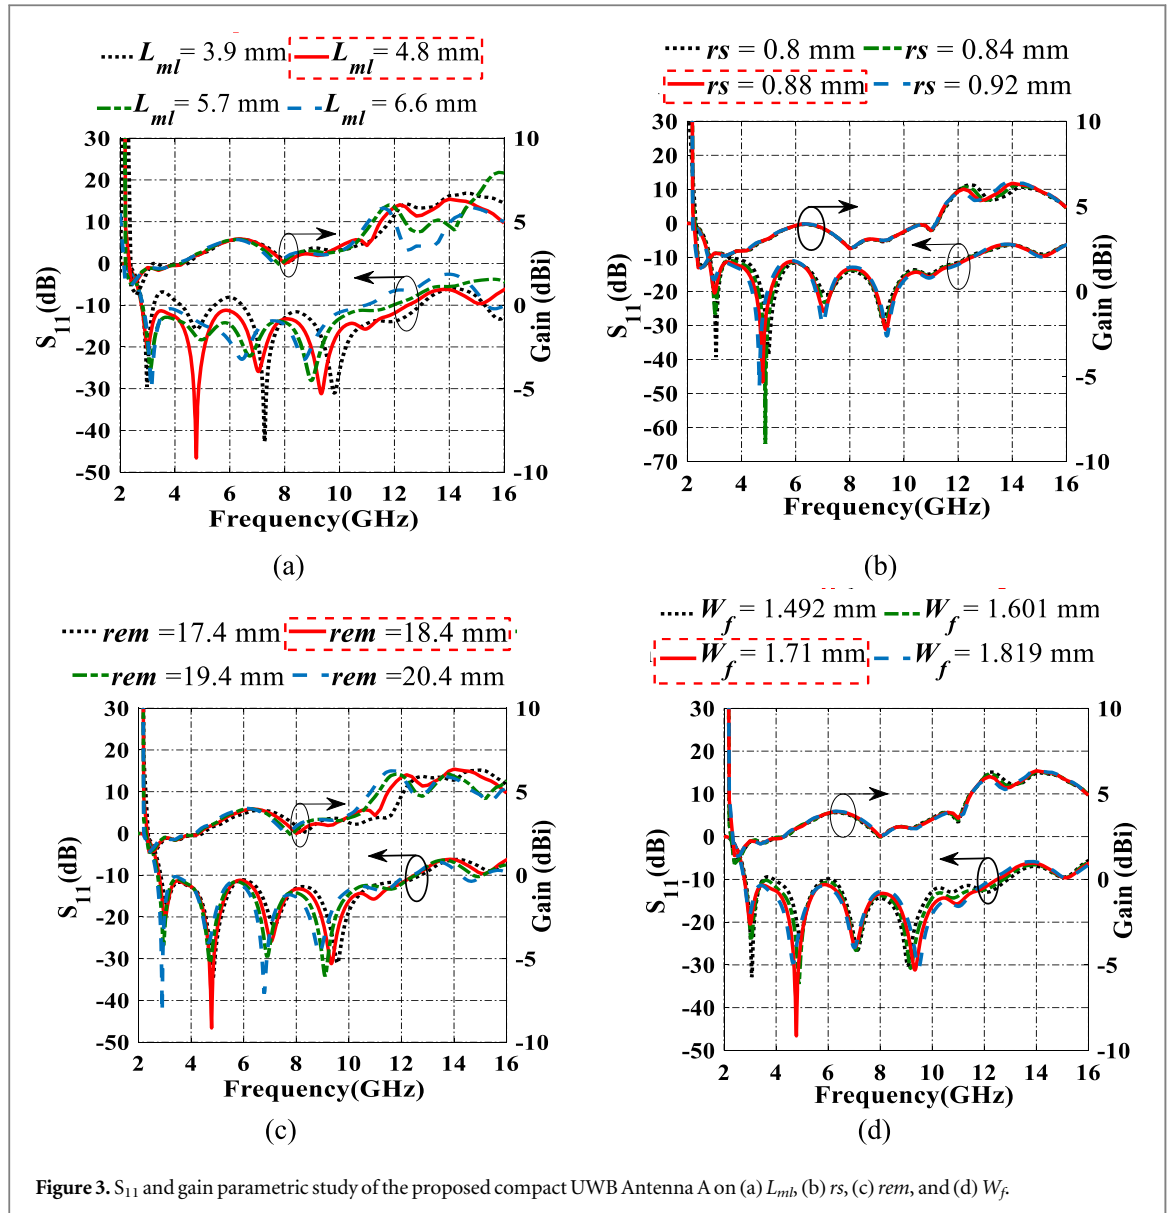 L_ml = 3.9 mm L_ml = 4.8 mm
L_ml = 5.7 mm L_ml = 6.6 mm
30
20
10
0
-10
-20
-30
-40
-50
10
5
0
-5
-10
S11 (dB)
Gain (dBi)
2 4 6 8 10 12 14 16
Frequency(GHz)
(a)
rs = 0.8 mm rs = 0.84 mm
rs = 0.88 mm rs = 0.92 mm
30
20
10
0
-10
-20
-30
-40
-50
-60
-70
10
5
0
-5
-10
S11 (dB)
Gain (dBi)
2 4 6 8 10 12 14 16
Frequency(GHz)
(b)
rem =17.4 mm rem =18.4 mm
rem =19.4 mm rem =20.4 mm
30
20
10
0
-10
-20
-30
-40
-50
10
5
0
-5
-10
S11 (dB)
Gain (dBi)
2 4 6 8 10 12 14 16
Frequency(GHz)
(c)
W_f = 1.492 mm W_f = 1.601 mm
W_f = 1.71 mm W_f = 1.819 mm
30
20
10
0
-10
-20
-30
-40
-50
10
5
0
-5
-10
S11 (dB)
Gain (dBi)
2 4 6 8 10 12 14 16
Frequency(GHz)
(d)
Figure 3. S11 and gain parametric study of the proposed compact UWB Antenna A on (a) L_ml, (b) rs, (c) rem, and (d) W_f.